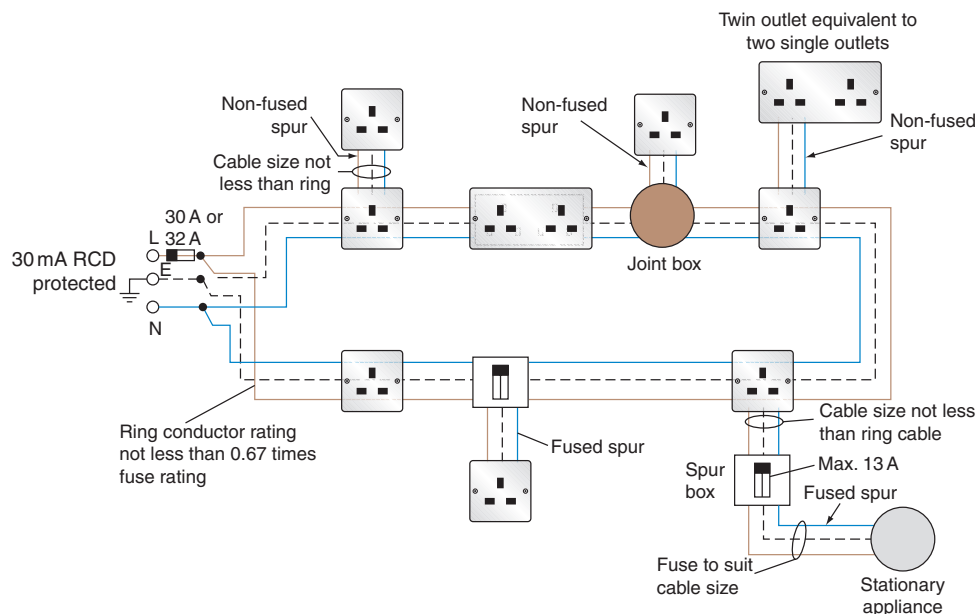 Twin outlet equivalent to
two single outlets
Non-fused
spur
Non-fused
spur
Non-fused
spur
Cable size not
less than ring
30 A or
32 A
L
30 mA RCD
protected
E
N
Joint box
Ring conductor rating
not less than 0.67 times
fuse rating
Fused spur
Cable size not less
than ring cable
Spur
box
Max. 13 A
Fused spur
Fuse to suit
cable size
Stationary
appliance